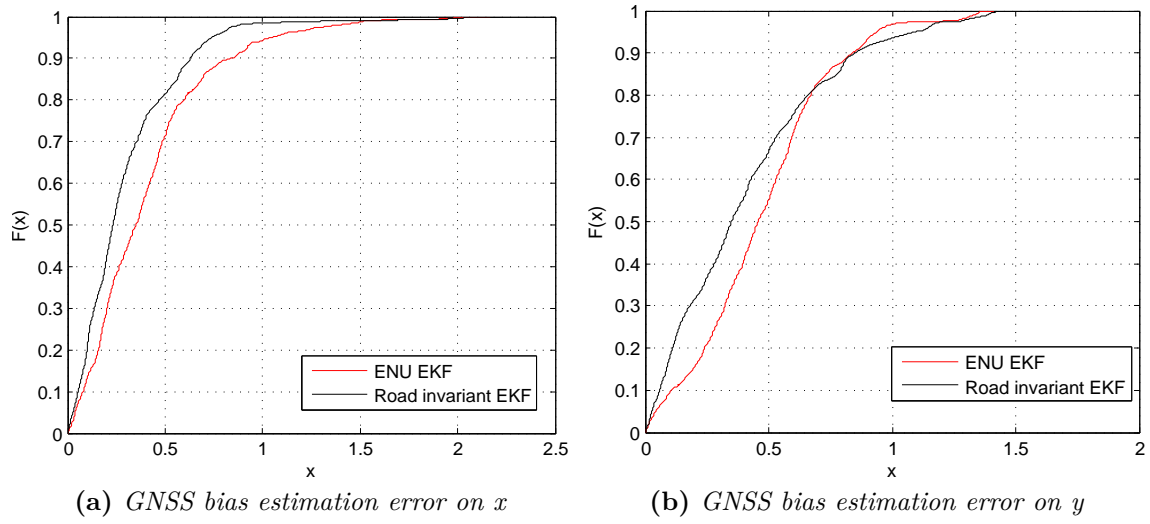 1
0.9
0.8
0.7
0.6
0.5
0.4
0.3
0.2
0.1
0
F(x)
0 0.5 1 1.5 2 2.5
x
ENU EKF
Road invariant EKF
(a) GNSS bias estimation error on x
1
0.9
0.8
0.7
0.6
0.5
0.4
0.3
0.2
0.1
0
F(x)
0 0.5 1 1.5 2
x
ENU EKF
Road invariant EKF
(b) GNSS bias estimation error on y